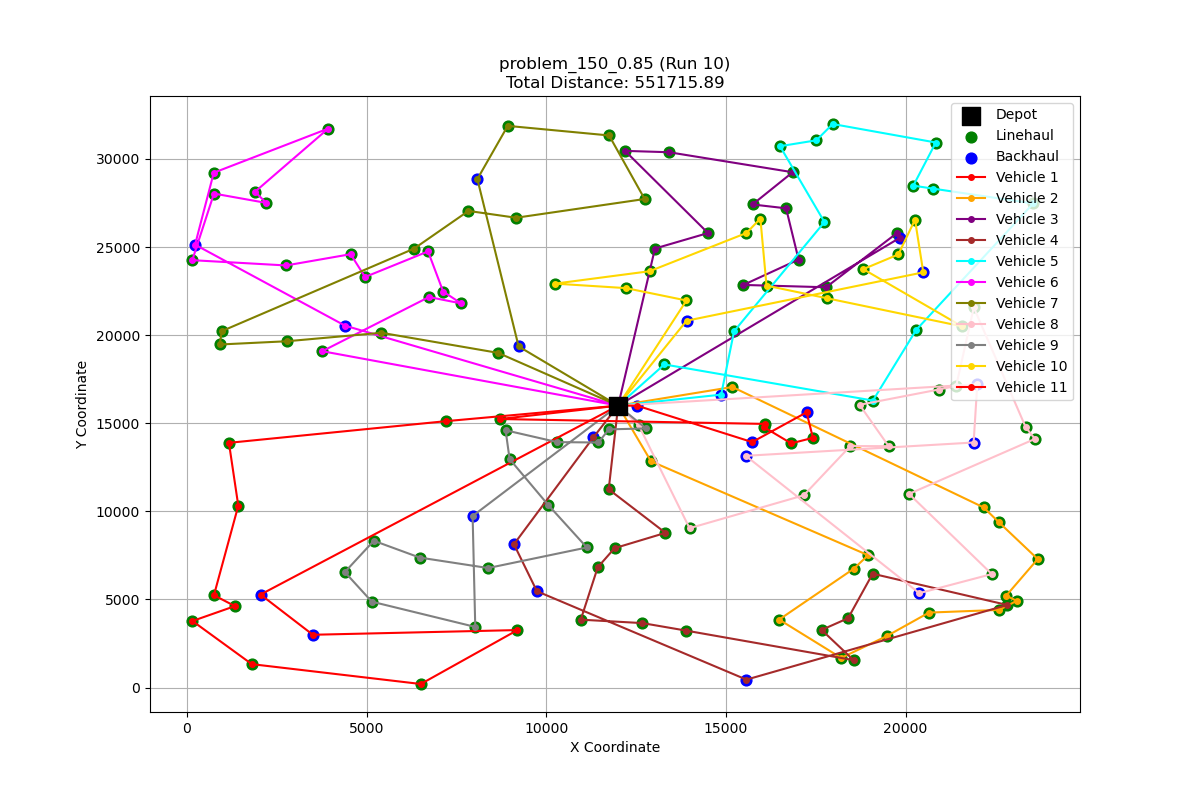 problem_150_0.85 (Run 10)
Total Distance: 551715.89
Depot
Linehaul
Backhaul
Vehicle 1
Vehicle 2
Vehicle 3
Vehicle 4
Vehicle 5
Vehicle 6
Vehicle 7
Vehicle 8
Vehicle 9
Vehicle 10
Vehicle 11
30000
25000
20000
15000
10000
5000
0
Y Coordinate
0
5000
10000
15000
20000
X Coordinate